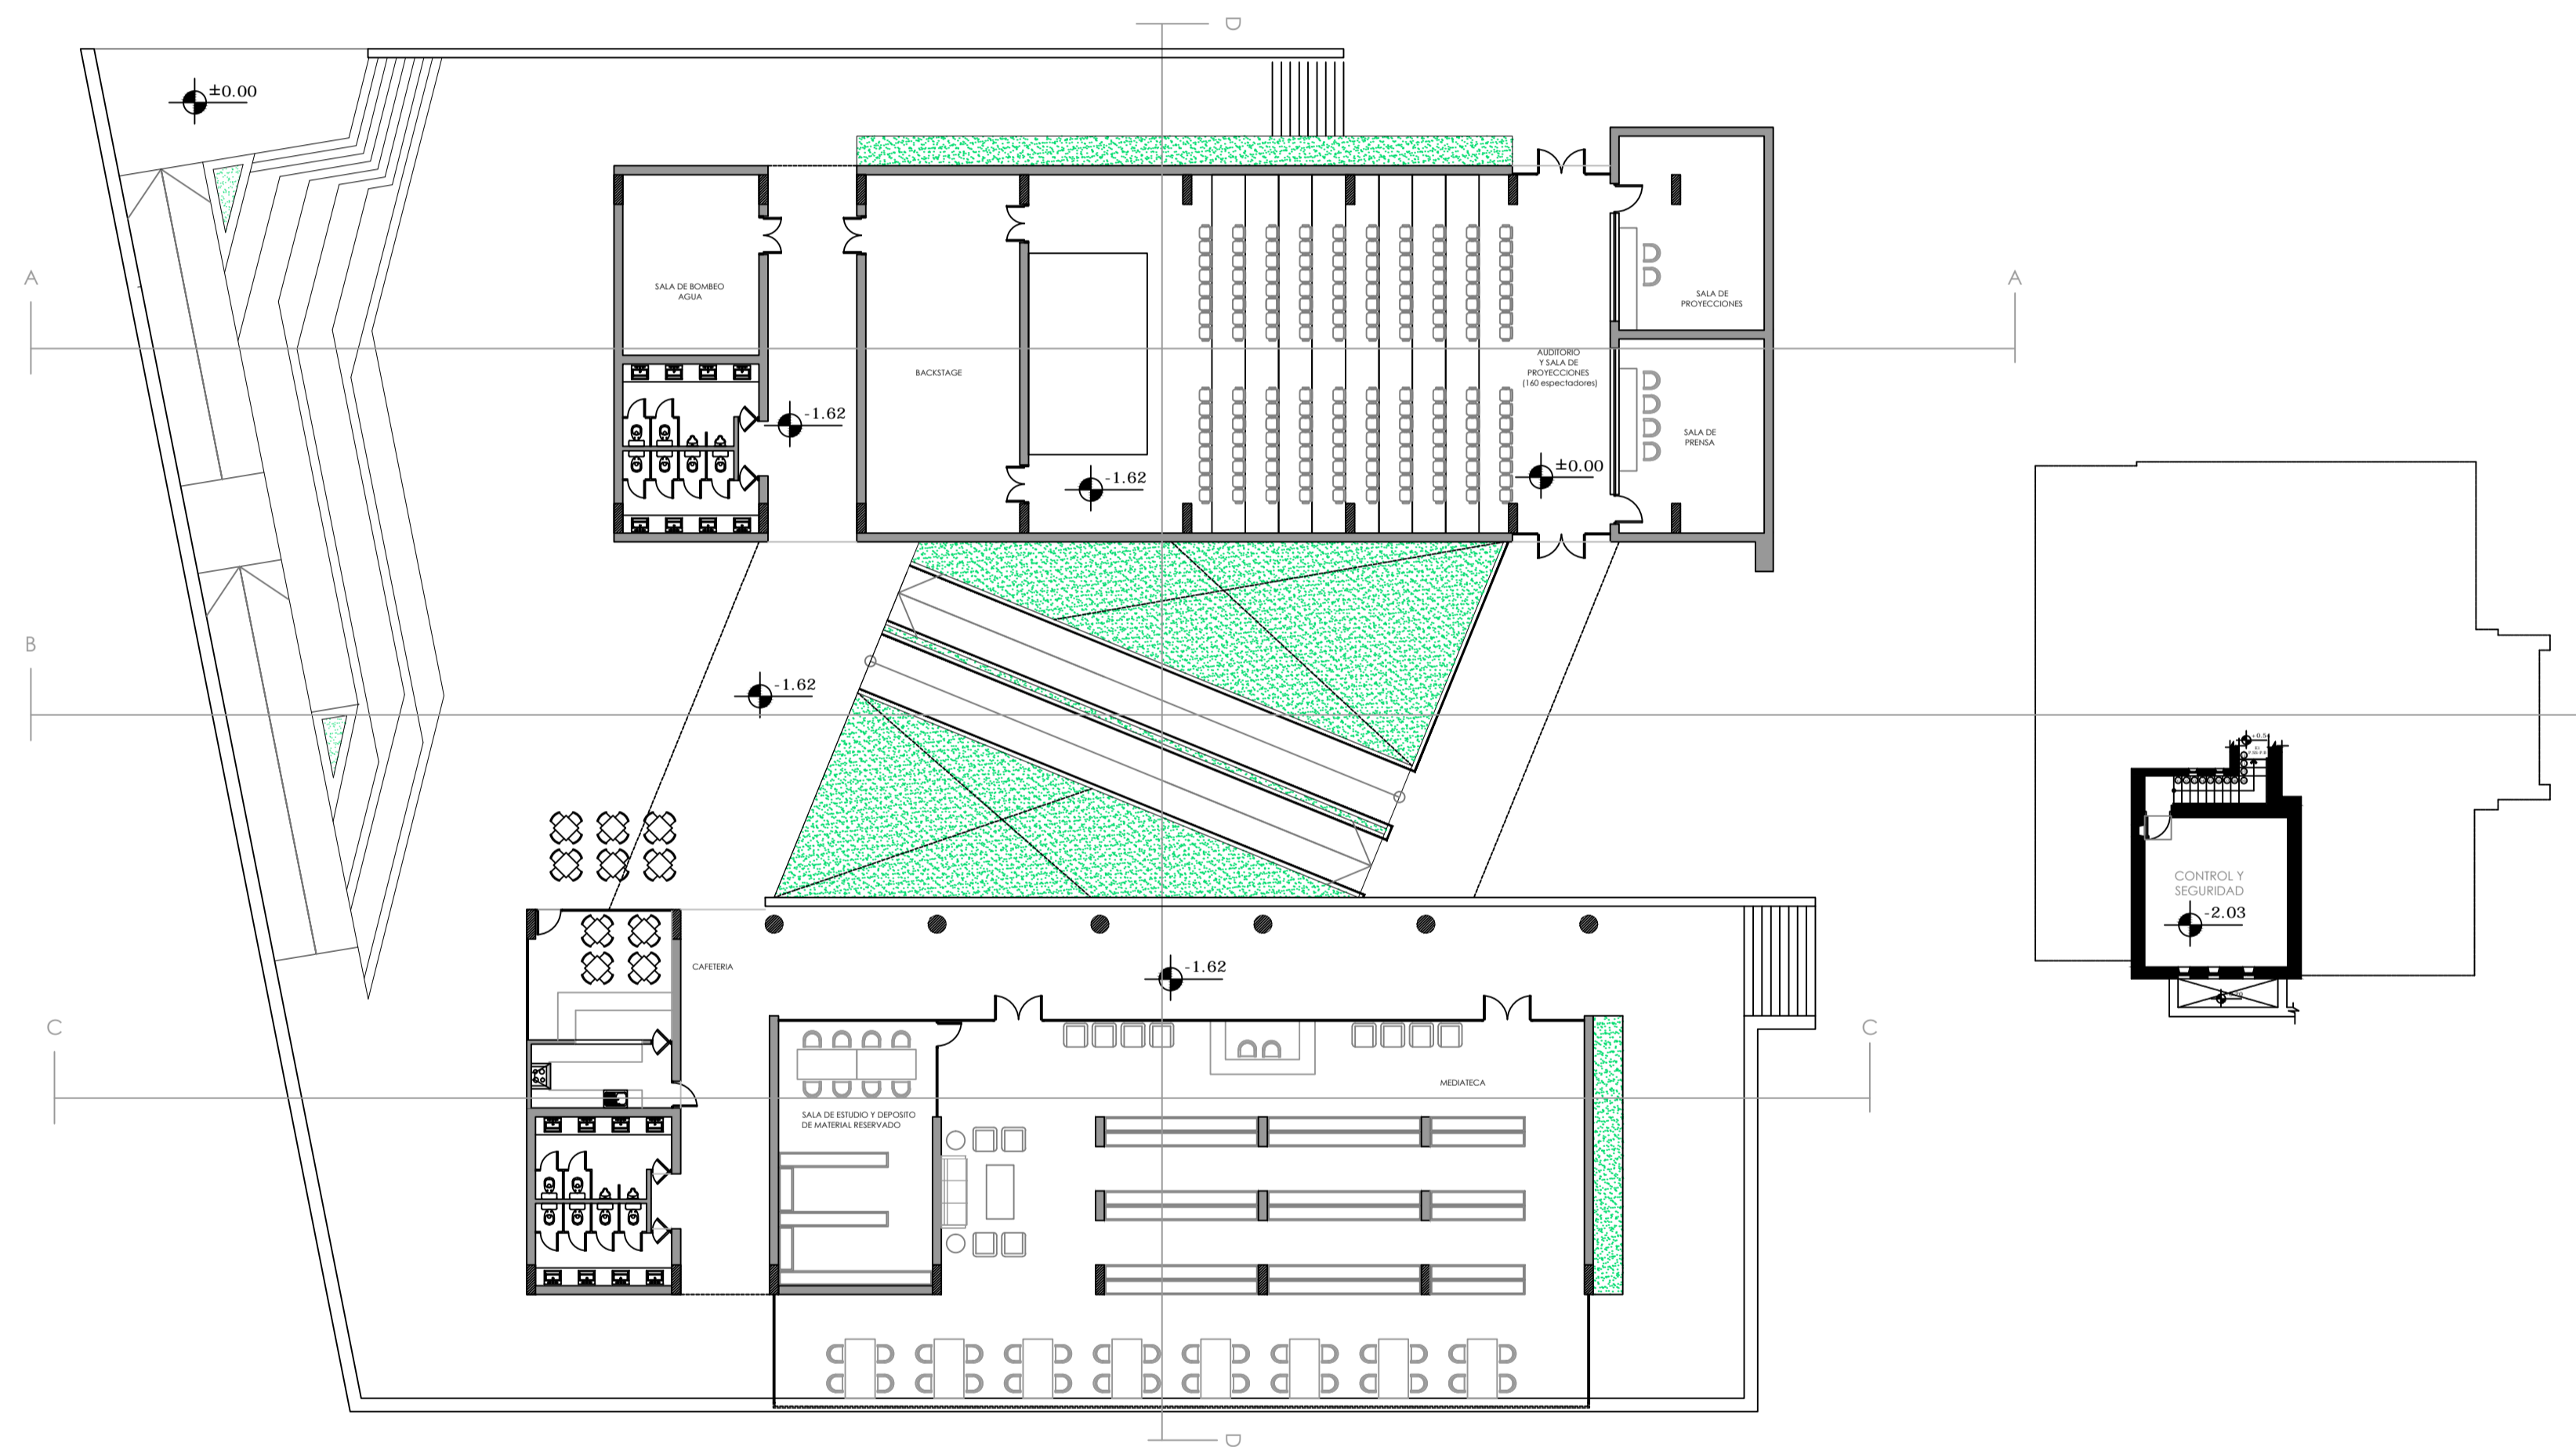 D
±0.00
A
A
SALA DE BOMBEO
AGUA
SALA DE
PROYECCIONES
BACKSTAGE
AUDITORIO
Y SALA DE
PROYECCIONES
(160 espectadores)
-1.62
SALA DE
PRENSA
-1.62
±0.00
B
-1.62
CONTROL Y
SEGURIDAD
-2.03
CAFETERIA
-1.62
C
C
MEDIATECA
SALA DE ESTUDIO Y DEPOSITO
DE MATERIAL RESERVADO
D